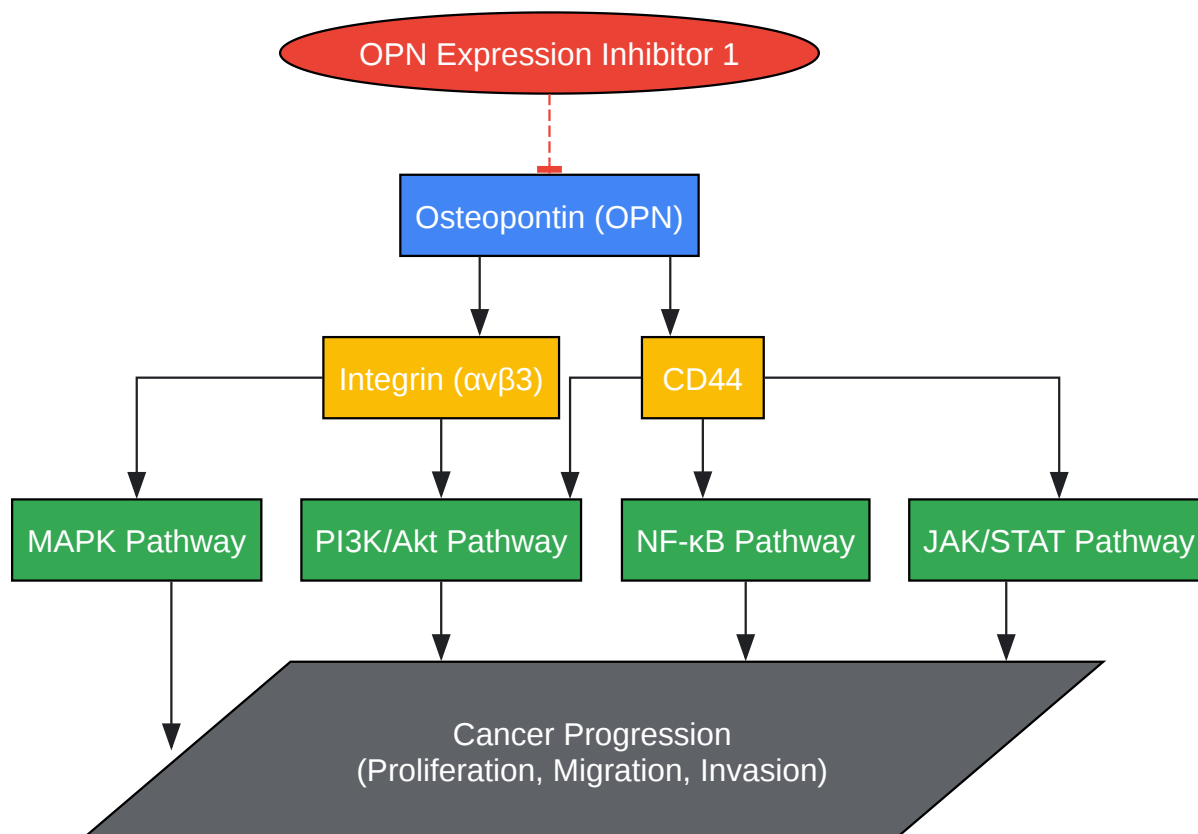 OPN Expression Inhibitor 1
Osteopontin (OPN)
Integrin (αvβ3)
CD44
MAPK Pathway
PI3K/Akt Pathway
NF-κB Pathway
JAK/STAT Pathway
Cancer Progression
(Proliferation, Migration, Invasion)